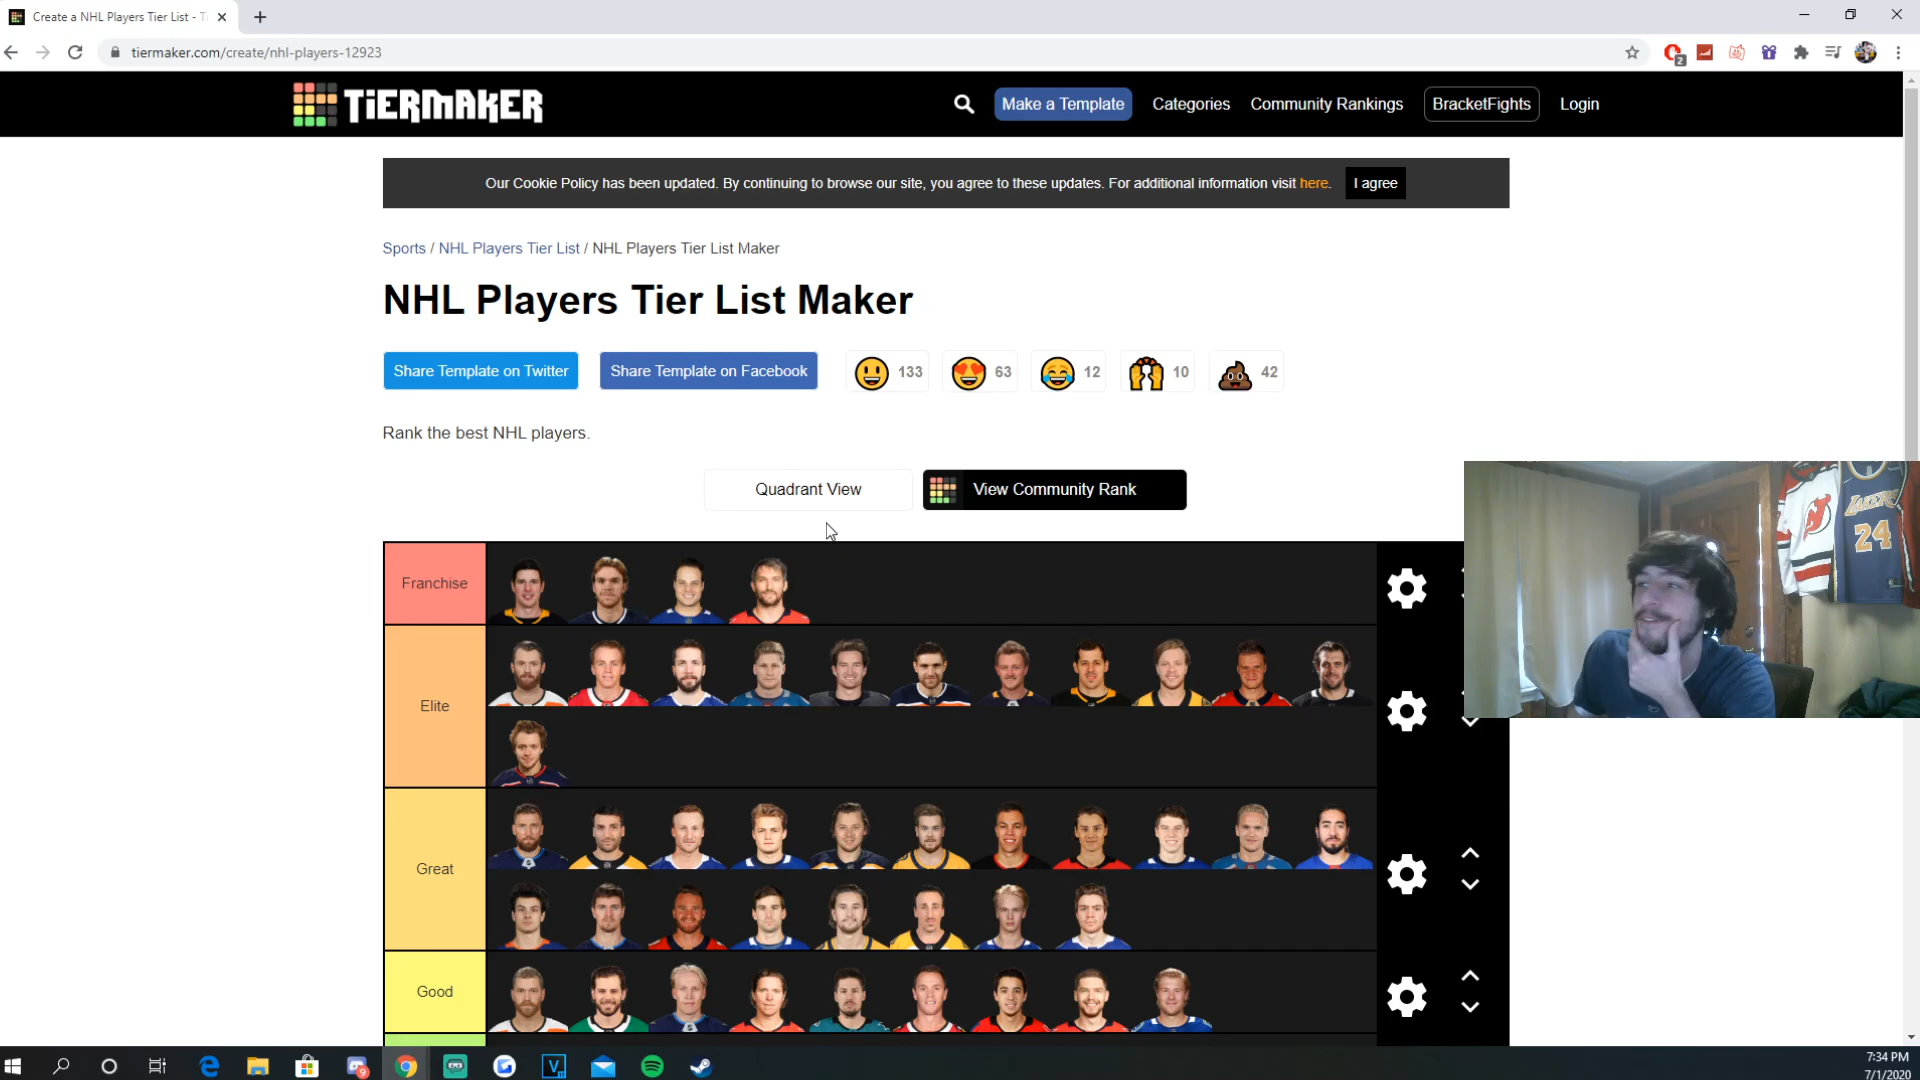 Create a NHL Players Tier List - T
tiermaker.com/create/nhl-players-12923
2
TiERMAKER
Make a Template
Categories
Community Rankings
BracketFights
Login
Our Cookie Policy has been updated. By continuing to browse our site, you agree to these updates. For additional information visit here.
I agree
Sports / NHL Players Tier List / NHL Players Tier List Maker
NHL Players Tier List Maker
Share Template on Twitter
Share Template on Facebook
133
63
12
10
42
Rank the best NHL players.
Quadrant View
View Community Rank
LAKERS
24
Franchise
Elite
Great
Good
9
V
7:34 PM
7/1/2020